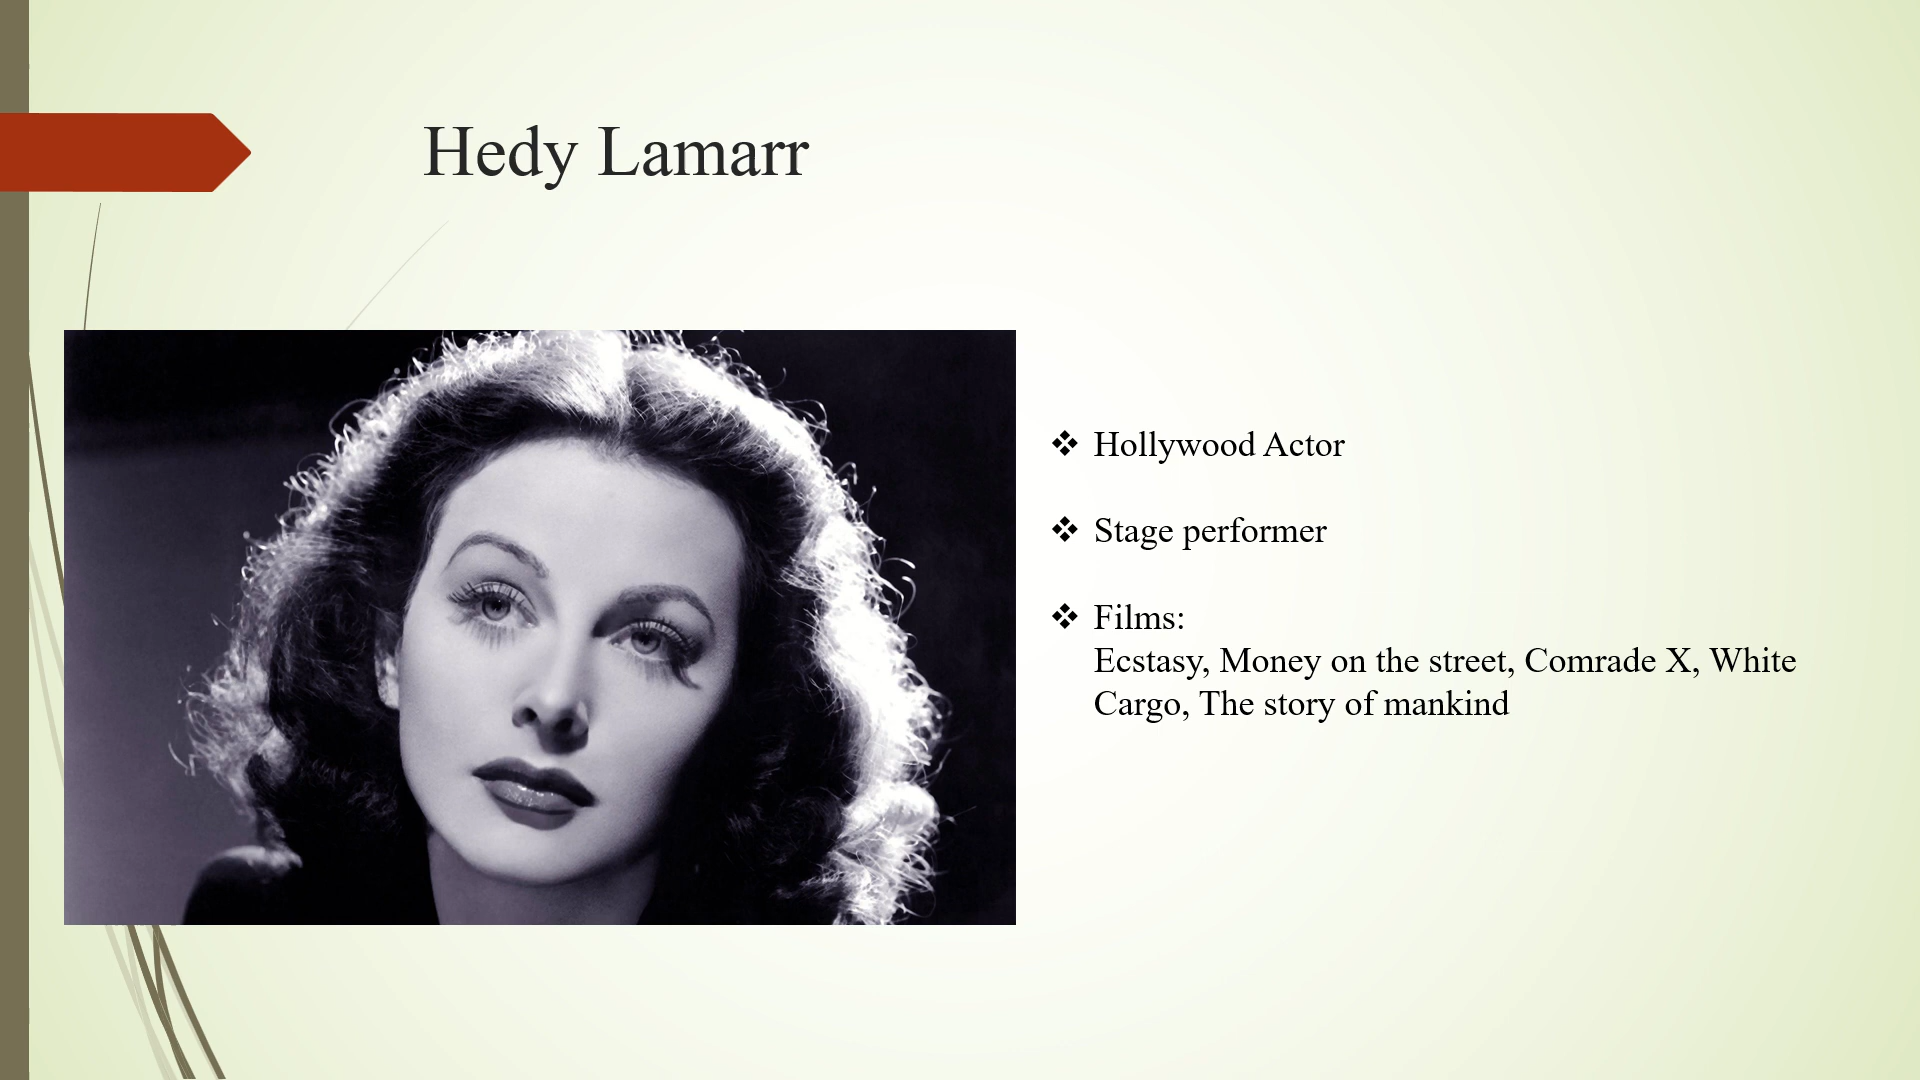 Hedy Lamarr
❖ Hollywood Actor
❖ Stage performer
❖ Films:
Ecstasy, Money on the street, Comrade X, White
Cargo, The story of mankind